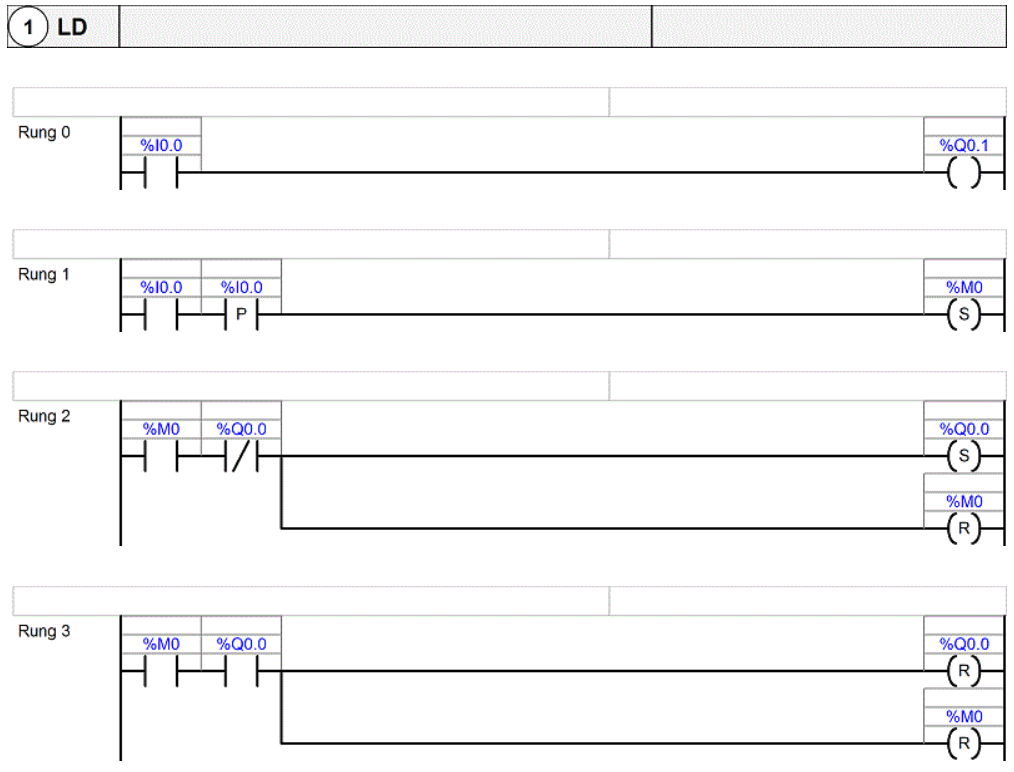 1 LD
Rung 0
%I0.0 %Q0.1
Rung 1
%I0.0 %I0.0 %M0
P S
Rung 2
%M0 %Q0.0 %Q0.0
S
%M0
R
Rung 3
%M0 %Q0.0 %Q0.0
R
%M0
R